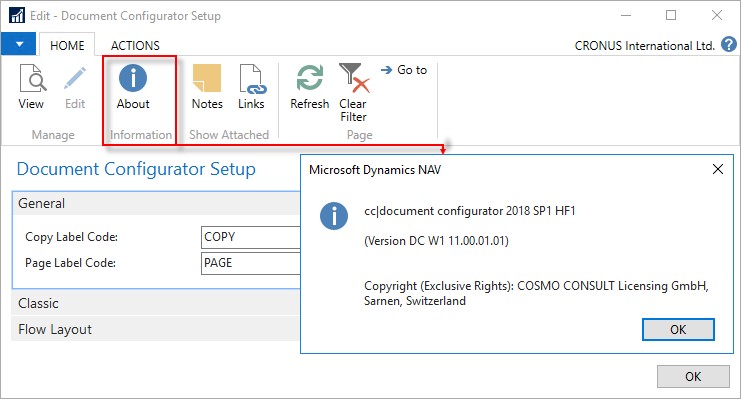 Edit - Document Configurator Setup
HOME
ACTIONS
CRONUS International Ltd.
?
View
Edit
Manage
About
Information
Notes
Links
Show Attached
Refresh
Clear
Filter
Go to
Page
Document Configurator Setup
General
Copy Label Code:
COPY
Page Label Code:
PAGE
Classic
Flow Layout
Microsoft Dynamics NAV
cc|document configurator 2018 SP1 HF1
(Version DC W1 11.00.01.01)
Copyright (Exclusive Rights): COSMO CONSULT Licensing GmbH,
Sarnen, Switzerland
OK
OK